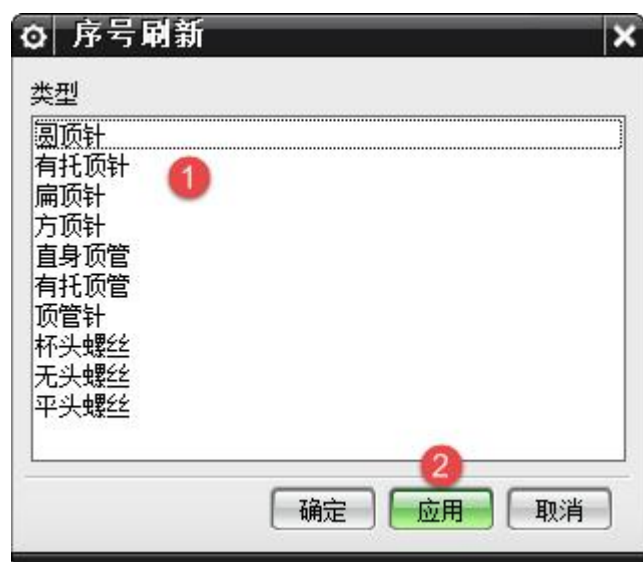 序号刷新
类型
圆顶针
有托顶针
1
扁顶针
方顶针
直身顶管
有托顶管
顶管针
杯头螺丝
无头螺丝
平头螺丝
2
确定 应用 取消